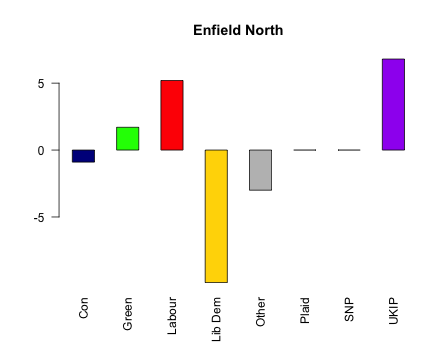 Enfield North
5
0
-5
Con
Green
Labour
Lib Dem
Other
Plaid
SNP
UKIP